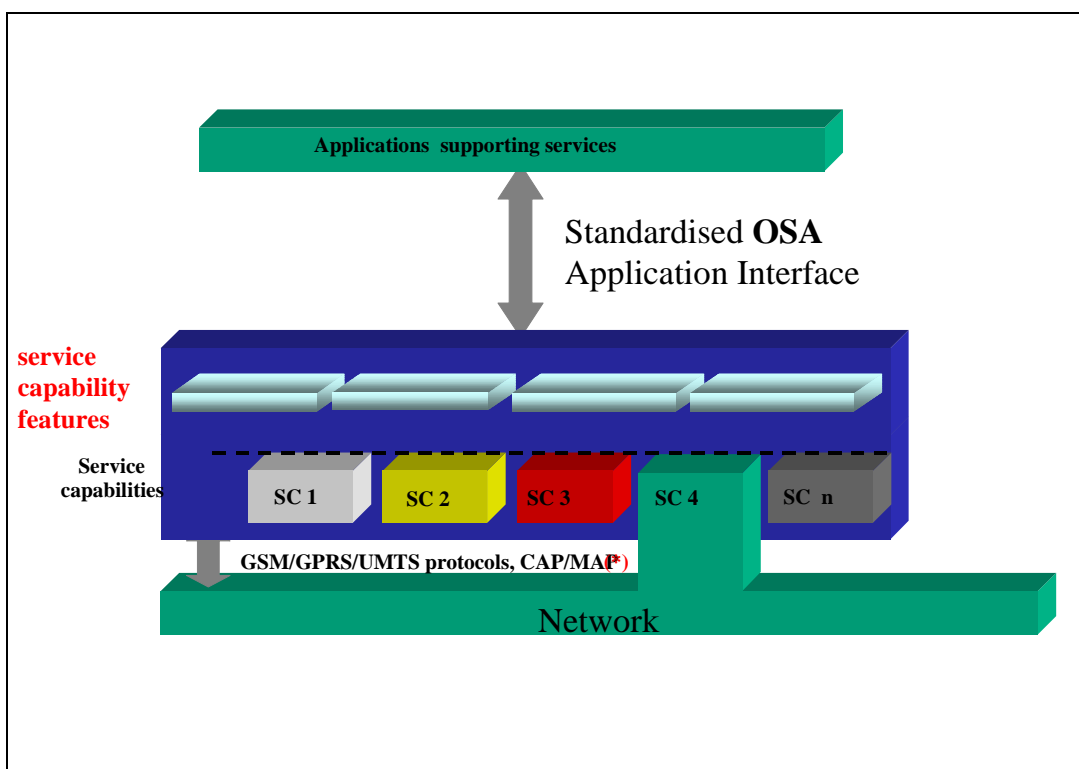 Applications supporting services
Standardised OSA
Application Interface
service
capability
features
Service
capabilities
SC 1
SC 2
SC 3
SC 4
SC n
GSM/GPRS/UMTS protocols, CAP/MAP(*)
Network